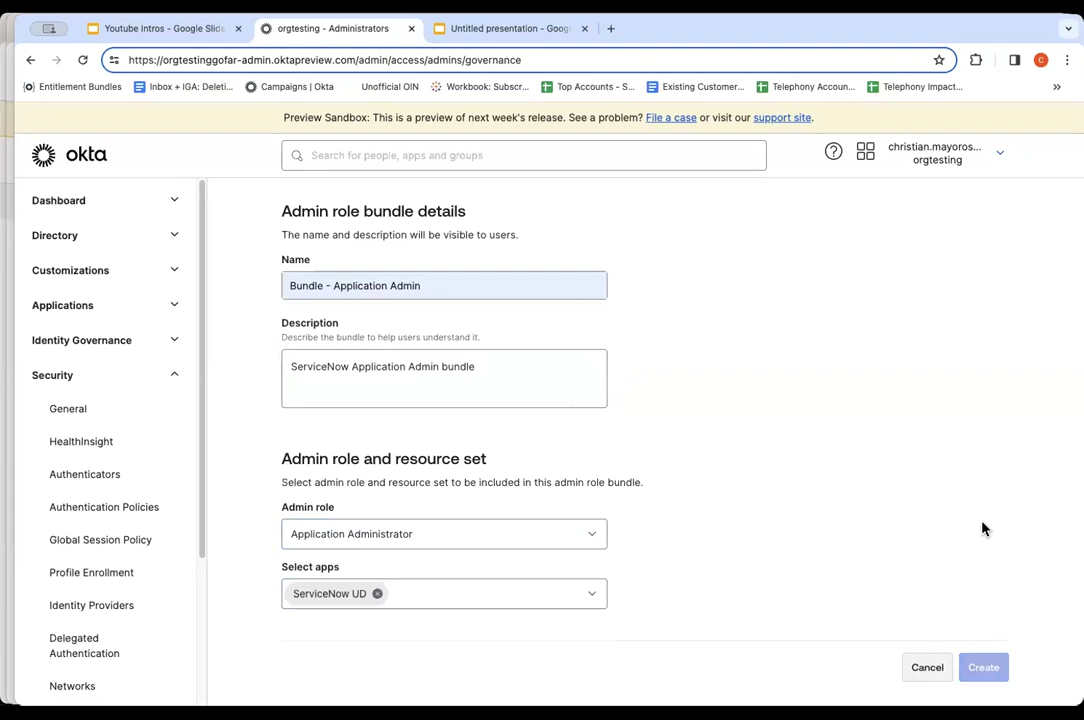 Youtube Intros - Google Slide
orgtesting - Administrators
Untitled presentation - Goog
https://orgtestinggofar-admin.oktapreview.com/admin/access/admins/governance
C
Entitlement Bundles
Inbox + IGA: Deleti...
Campaigns | Okta
Unofficial OIN
Workbook: Subscr...
Top Accounts - S...
Existing Customer...
Telephony Accoun...
Telephony Impact...
Preview Sandbox: This is a preview of next week's release. See a problem? File a case or visit our support site.
okta
Search for people, apps and groups
christian.mayoros...
orgtesting
Dashboard
Directory
Customizations
Applications
Identity Governance
Security
General
HealthInsight
Authenticators
Authentication Policies
Global Session Policy
Profile Enrollment
Identity Providers
Delegated
Authentication
Networks
Admin role bundle details
The name and description will be visible to users.
Name
Bundle - Application Admin
Description
Describe the bundle to help users understand it.
ServiceNow Application Admin bundle
Admin role and resource set
Select admin role and resource set to be included in this admin role bundle.
Admin role
Application Administrator
Select apps
ServiceNow UD
Cancel
Create